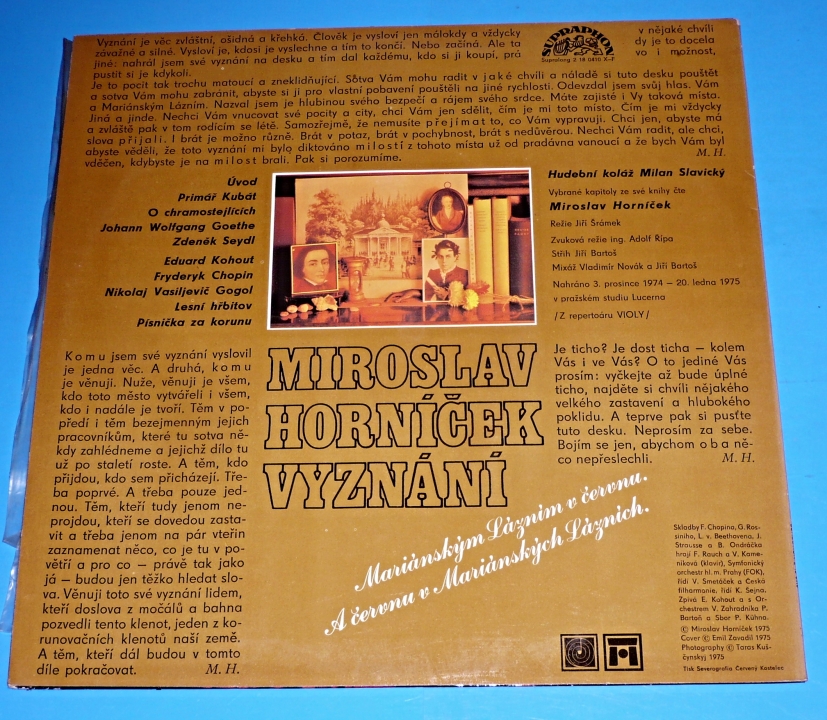 Vyznání je věc zvláštní, ošidná a křehká. Člověk je vysloví jen málokdy a vždycky
závažné a silné. Vysloví je, kdosi je vyslechne a tím to končí. Nebo začíná. Ale ta
jiné: nahrál jsem své vyznání na desku a tím dal každému, kdo si ji koupí, prá
pustit si je kdykoli.
SUPRAPHON
v nějaké chvíli
dy je to docela
vo i možnost,
Je to pocit tak trochu matoucí a zneklidňující. Sotva Vám mohu radit v jaké chvíli a náladě si tuto desku pouštět
a sotva Vám mohu zabránit, abyste si ji pro vlastní pobavení pouštěli na jiné rychlosti. Odevzdal jsem svůj hlas. Vám
a Mariánským Lázním. Nazval jsem je hlubinou svého bezpečí a rájem svého srdce. Máte zajisté i Vy taková místa.
Jiná a jinde. Nechci Vám vnucovat své pocity a city, chci Vám jen sdělit, čím je mi toto místo. Čím je mi vždycky
a zvláště pak v tom rodícím se létě. Samozřejmě, že nemusíte přejímat to, co Vám vypravuji. Chci jen, abyste má
slova přijali. I brát je možno různě. Brát v potaz, brát v pochybnost, brát s nedůvěrou. Nechci Vám radit, ale chci,
abyste věděli, že toto vyznání mi bylo diktováno milostí z tohoto místa už od pradávna vanoucí a že bych Vám byl
vděčen, kdybyste je na milost brali. Pak si porozumíme.
M. H.
Úvod
Primář Kubát
O chramostejlících
Johann Wolfgang Goethe
Zdeněk Seydl
Eduard Kohout
Fryderyk Chopin
Nikolaj Vasiljevič Gogol
Lesní hřbitov
Písnička za korunu
Hudební koláž Milan Slavický
Vybrané kapitoly ze své knihy čte
Miroslav Horníček
Režie Jiří Šrámek
Zvuková režie ing. Adolf Řípa
Střih Jiří Bartoš
Mixáž Vladimír Novák a Jiří Bartoš
Nahráno 3. prosince 1974 – 20. ledna 1975
v pražském studiu Lucerna
/Z repertoáru VIOLY/
Komu jsem své vyznání vyslovil
je jedna věc. A druhá, komu
je věnuji. Nuže, věnuji je všem,
kdo toto město vytvářeli i všem,
kdo i nadále je tvoří. Těm v po-
předí i těm bezejmenným jejich
pracovníkům, které tu sotva ně-
kdy zahlédneme a jejichž dílo tu
už po staletí roste. A těm, kdo
přijdou, kdo sem přicházejí. Tře-
ba poprvé. A třeba pouze jed-
nou. Těm, kteří tudy jenom ne-
projdou, kteří se dovedou zasta-
vit a třeba jenom na pár vteřin
zaznamenat něco, co je tu v po-
větří a pro co – právě tak jako
já – budou jen těžko hledat slo-
va. Věnuji toto své vyznání lidem,
kteří doslova z močálů a bahna
pozvedli tento klenot, jeden z ko-
runovačních klenotů naší země.
A těm, kteří dál budou v tomto
díle pokračovat. M. H.
MIROSLAV
HORNÍČEK
VYZNÁNÍ
Mariánským Lázním v červnu.
A červnu v Mariánských Lázních.
Je ticho? Je dost ticha – kolem
Vás i ve Vás? O to jediné Vás
prosím: vyčkejte až bude úplné
ticho, najděte si chvíli nějakého
velkého zastavení a hlubokého
poklidu. A teprve pak si pusťte
tuto desku. Neprosím za sebe.
Bojím se jen, abychom oba ně-
co nepřeslechli. M. H.
Skladby F. Chopina, G. Ros-
siniho, L. v. Beethovena, J.
Strausse a B. Ondráčka
hrají F. Rauch a V. Kame-
níková (klavír), Symfonický
orchestr hl. m. Prahy (FOK),
řídí V. Smetáček a Česká
filharmonie, řídí K. Sejna.
Zpívá E. Kohout a s Or-
chestrem V. Zahradníka P.
Bartoň a Sbor P. Kühna.
© Miroslav Horníček 1975
Cover © Emil Zavadil 1975
Photography © Taras Kuš-
čynskyj 1975
Tisk Severografia Červený Kostelec